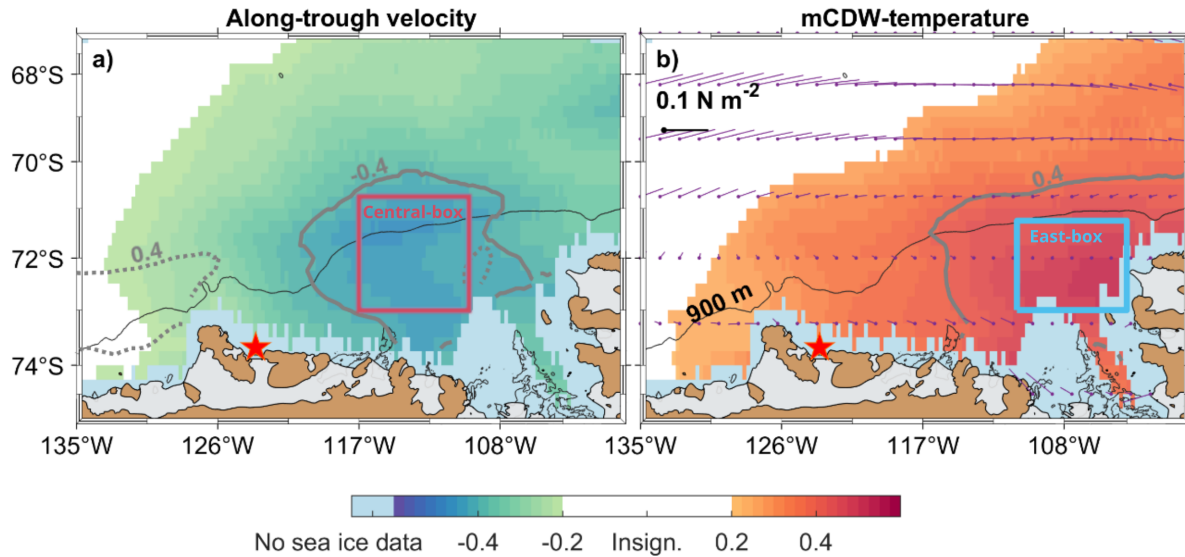 Along-trough velocity
mCDW-temperature
a)
b)
68°S
70°S
72°S
74°S
0.1 N m-2
-0.4
0.4
Central-box
0.4
East-box
900 m
0
0
135°W
126°W
117°W
108°W
135°W
126°W
117°W
108°W
No sea ice data
-0.4
-0.2
Insign.
0.2
0.4